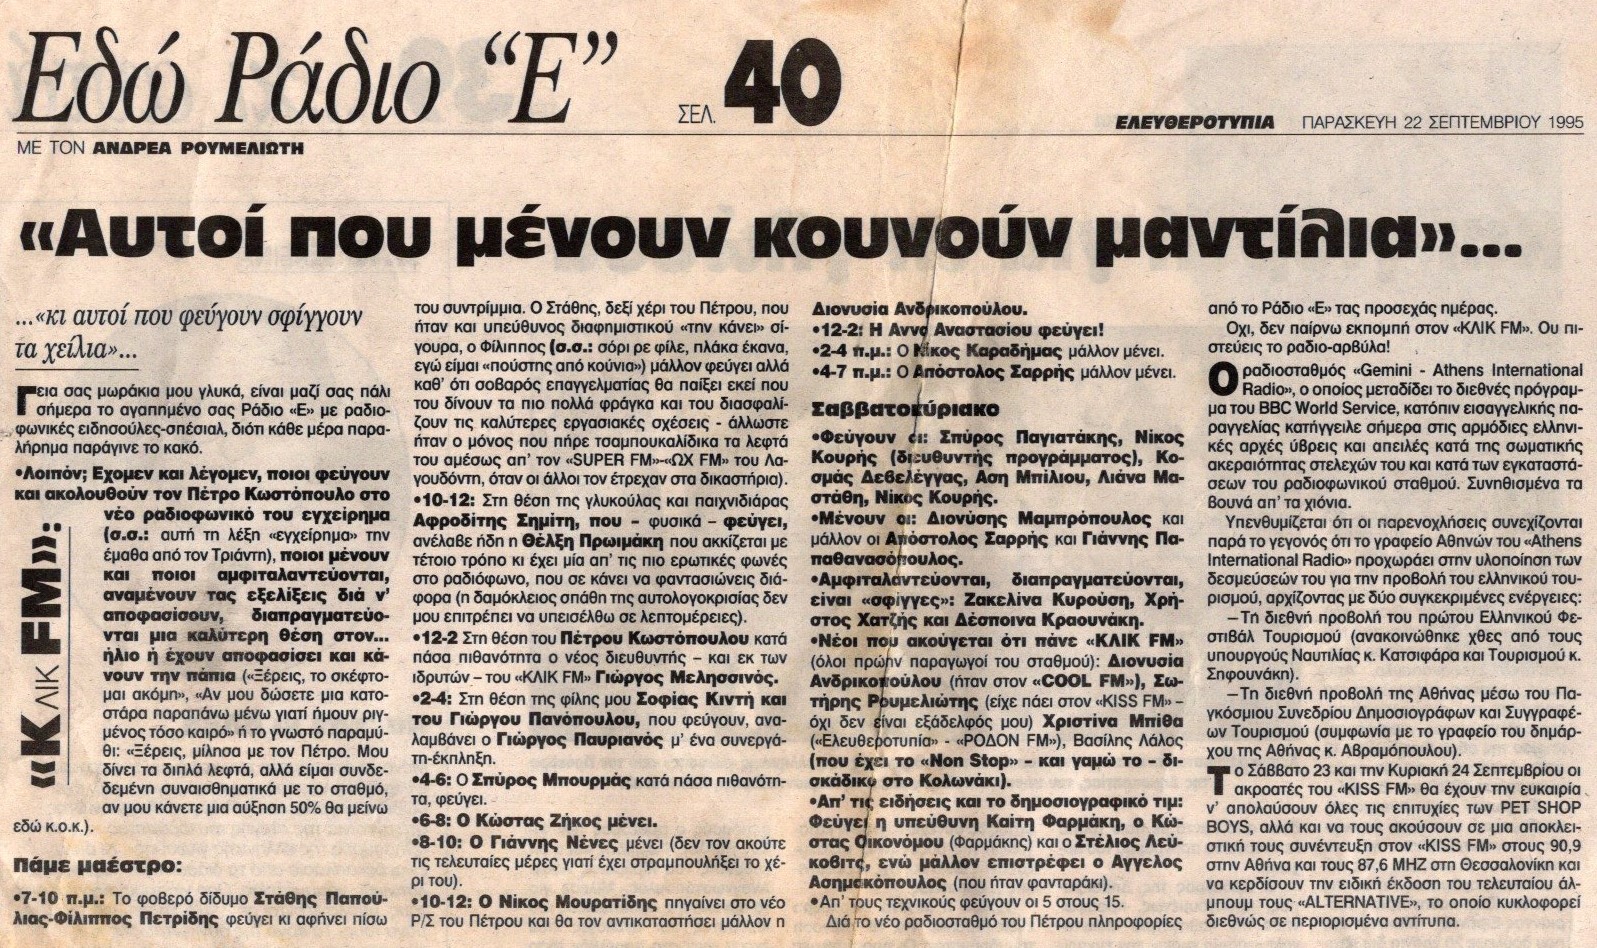 Εδώ Ράδιο “Ε”
ΣΕΛ. 40
ΕΛΕΥΘΕΡΟΤΥΠΙΑ ΠΑΡΑΣΚΕΥΗ 22 ΣΕΠΤΕΜΒΡΙΟΥ 1995
ΜΕ ΤΟΝ ΑΝΔΡΕΑ ΡΟΥΜΕΛΙΩΤΗ
«Αυτοί που μένουν κουνούν μαντίλια»...
...«κι αυτοί που φεύγουν σφίγγουν
τα χείλια»...
Γεια σας μωράκια μου γλυκά, είναι μαζί σας πάλι
σήμερα το αγαπημένο σας Ράδιο «Ε» με ραδιο-
φωνικές ειδησούλες-σπέσιαλ, διότι κάθε μέρα παρα-
λήρημα παράγινε το κακό.
•Λοιπόν; Εχομεν και λέγομεν, ποιοι φεύγουν
και ακολουθούν τον Πέτρο Κωστόπουλο στο
νέο ραδιοφωνικό του εγχείρημα
(σ.σ.: αυτή τη λέξη «εγχείρημα» την
έμαθα από τον Τριάντη), ποιοι μένουν
και ποιοι αμφιταλαντεύονται,
αναμένουν τας εξελίξεις διά ν’
αποφασίσουν, διαπραγματεύο-
νται μια καλύτερη θέση στον...
ήλιο ή έχουν αποφασίσει και κά-
νουν την πάπια («Ξέρεις, το σκέφτο-
μαι ακόμη», «Αν μου δώσετε μια κατο-
στάρα παραπάνω μένω γιατί ήμουν ριγ-
μένος τόσο καιρό» ή το γνωστό παραμύ-
θι: «Ξέρεις, μίλησα με τον Πέτρο. Μου
δίνει τα διπλά λεφτά, αλλά είμαι συνδε-
δεμένη συναισθηματικά με το σταθμό,
αν μου κάνετε μια αύξηση 50% θα μείνω
εδώ κ.ο.κ.).
«ΚΛΙΚ FM»:
Πάμε μαέστρο:
•7-10 π.μ.: Το φοβερό δίδυμο Στάθης Παπού-
λιας-Φίλιππος Πετρίδης φεύγει κι αφήνει πίσω
του συντρίμμια. Ο Στάθης, δεξί χέρι του Πέτρου, που
ήταν και υπεύθυνος διαφημιστικού «την κάνει» σί-
γουρα, ο Φίλιππος (σ.σ.: σόρι ρε φίλε, πλάκα έκανα,
εγώ είμαι «πούστης από κούνια») μάλλον φεύγει αλλά
καθ’ ότι σοβαρός επαγγελματίας θα παίξει εκεί που
του δίνουν τα πιο πολλά φράγκα και του διασφαλί-
ζουν τις καλύτερες εργασιακές σχέσεις - άλλωστε
ήταν ο μόνος που πήρε τσαμπουκαλίδικα τα λεφτά
του αμέσως απ’ τον «SUPER FM»-«ΩΧ FM» του Λα-
γουδόντη, όταν οι άλλοι τον έτρεχαν στα δικαστήρια).
•10-12: Στη θέση της γλυκούλας και παιχνιδιάρας
Αφροδίτης Σημίτη, που – φυσικά – φεύγει,
ανέλαβε ήδη η Θέλξη Πρωιμάκη που ακκίζεται με
τέτοιο τρόπο κι έχει μία απ’ τις πιο ερωτικές φωνές
στο ραδιόφωνο, που σε κάνει να φαντασιώνεις διά-
φορα (η δαμόκλειος σπάθη της αυτολογοκρισίας δεν
μου επιτρέπει να υπεισέλθω σε λεπτομέρειες).
•12-2 Στη θέση του Πέτρου Κωστόπουλου κατά
πάσα πιθανότητα ο νέος διευθυντής – και εκ των
ιδρυτών – του «ΚΛΙΚ FM» Γιώργος Μελησσινός.
•2-4: Στη θέση της φίλης μου Σοφίας Κιντή και
του Γιώργου Πανόπουλου, που φεύγουν, ανα-
λαμβάνει ο Γιώργος Παυριανός μ’ ένα συνεργά-
τη-έκπληξη.
•4-6: Ο Σπύρος Μπουρμάς κατά πάσα πιθανότη-
τα, φεύγει.
•6-8: Ο Κώστας Ζήκος μένει.
•8-10: Ο Γιάννης Νένες μένει (δεν τον ακούτε
τις τελευταίες μέρες γιατί έχει στραμπουλήξει το χέ-
ρι του).
•10-12: Ο Νίκος Μουρατίδης πηγαίνει στο νέο
Ρ/Σ του Πέτρου και θα τον αντικαταστήσει μάλλον η
Διονυσία Ανδρικοπούλου.
•12-2: Η Αννα Αναστασίου φεύγει!
•2-4 π.μ.: Ο Νίκος Καραδήμας μάλλον μένει.
•4-7 π.μ.: Ο Απόστολος Σαρρής μάλλον μένει.
Σαββατοκύριακο
•Φεύγουν οι: Σπύρος Παγιατάκης, Νίκος
Κουρής (διευθυντής προγράμματος), Κο-
σμάς Δεβελέγγας, Αση Μπίλιου, Λιάνα Μα-
στάθη, Νίκος Κουρής.
•Μένουν οι: Διονύσης Μαμπρόπουλος και
μάλλον οι Απόστολος Σαρρής και Γιάννης Πα-
παθανασόπουλος.
•Αμφιταλαντεύονται, διαπραγματεύονται,
είναι «σφίγγες»: Ζακελίνα Κυρούση, Χρή-
στος Χατζής και Δέσποινα Κραουνάκη.
•Νέοι που ακούγεται ότι πάνε «ΚΛΙΚ FM»
(όλοι πρώην παραγωγοί του σταθμού): Διονυσία
Ανδρικοπούλου (ήταν στον «COOL FM»), Σω-
τήρης Ρουμελιώτης (είχε πάει στον «KISS FM» –
όχι δεν είναι εξάδελφός μου) Χριστίνα Μπίθα
(«Ελευθεροτυπία» - «ΡΟΔΟΝ FM»), Βασίλης Λάλος
(που έχει το «Non Stop» - και γαμώ το - δι-
σκάδικο στο Κολωνάκι).
•Απ’ τις ειδήσεις και το δημοσιογραφικό τιμ:
Φεύγει η υπεύθυνη Καίτη Φαρμάκη, ο Κώ-
στας Οικονόμου (Φαρμάκης) και ο Στέλιος Λεύ-
κοβιτς, ενώ μάλλον επιστρέφει ο Αγγελος
Ασημακόπουλος (που ήταν φανταράκι).
•Απ’ τους τεχνικούς φεύγουν οι 5 στους 15.
Διά το νέο ραδιοσταθμό του Πέτρου πληροφορίες
από το Ράδιο «Ε» τας προσεχάς ημέρας.
Οχι, δεν παίρνω εκπομπή στον «ΚΛΙΚ FM». Ου πι-
στεύεις το ραδιο-αρβύλα!
Ο ραδιοσταθμός «Gemini - Athens International
Radio», ο οποίος μεταδίδει το διεθνές πρόγραμ-
μα του BBC World Service, κατόπιν εισαγγελικής πα-
ραγγελίας κατήγγειλε σήμερα στις αρμόδιες ελληνι-
κές αρχές ύβρεις και απειλές κατά της σωματικής
ακεραιότητας στελεχών του και κατά των εγκαταστά-
σεων του ραδιοφωνικού σταθμού. Συνηθισμένα τα
βουνά απ’ τα χιόνια.
Υπενθυμίζεται ότι οι παρενοχλήσεις συνεχίζονται
παρά το γεγονός ότι το γραφείο Αθηνών του «Athens
International Radio» προχωράει στην υλοποίηση των
δεσμεύσεών του για την προβολή του ελληνικού του-
ρισμού, αρχίζοντας με δύο συγκεκριμένες ενέργειες:
—Τη διεθνή προβολή του πρώτου Ελληνικού Φε-
στιβάλ Τουρισμού (ανακοινώθηκε χθες από τους
υπουργούς Ναυτιλίας κ. Κατσιφάρα και Τουρισμού κ.
Σηφουνάκη).
—Τη διεθνή προβολή της Αθήνας μέσω του Πα-
γκόσμιου Συνεδρίου Δημοσιογράφων και Συγγραφέ-
ων Τουρισμού (συμφωνία με το γραφείο του δημάρ-
χου της Αθήνας κ. Αβραμόπουλου).
Το Σάββατο 23 και την Κυριακή 24 Σεπτεμβρίου οι
ακροατές του «KISS FM» θα έχουν την ευκαιρία
ν’ απολαύσουν όλες τις επιτυχίες των PET SHOP
BOYS, αλλά και να τους ακούσουν σε μια αποκλει-
στική τους συνέντευξη στον «KISS FM» στους 90,9
στην Αθήνα και τους 87,6 MHZ στη Θεσσαλονίκη και
να κερδίσουν την ειδική έκδοση του τελευταίου άλ-
μπουμ τους «ALTERNATIVE», το οποίο κυκλοφορεί
διεθνώς σε περιορισμένα αντίτυπα.